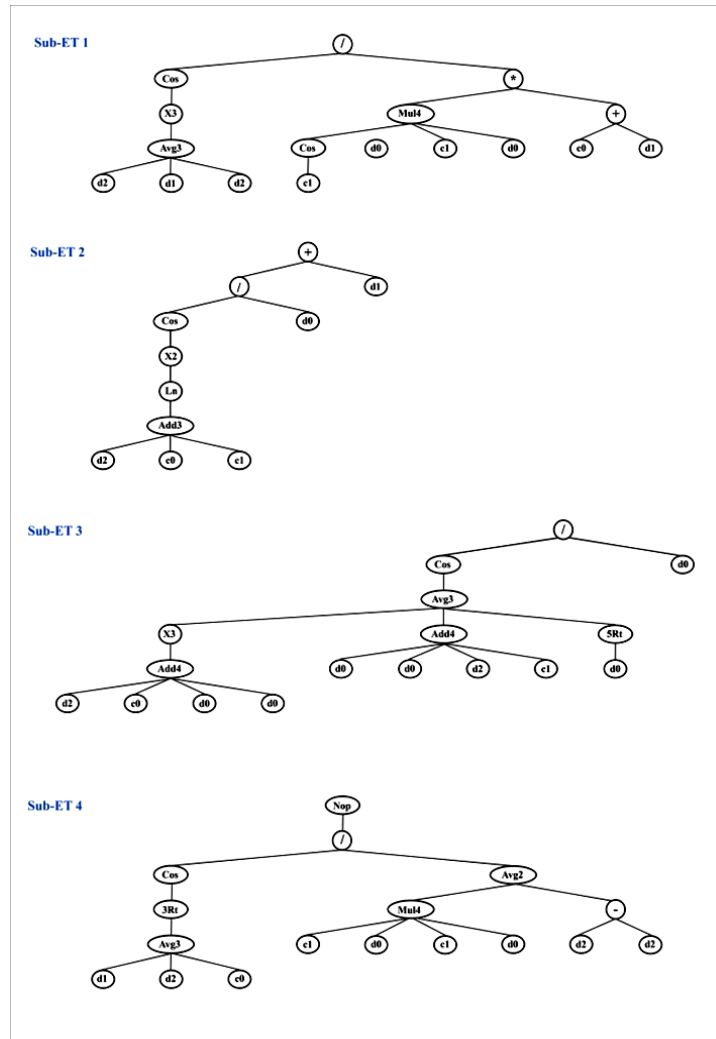 Sub-ET 1
/
Cos *
X3 Mul4 +
Avg3 Cos d0 c1 d0 c0 d1
d2 d1 d2 c1
Sub-ET 2
+
/ d1
Cos d0
X2
Ln
Add3
d2 c0 c1
Sub-ET 3
/
Cos d0
Avg3
X3 Add4 5Rt
Add4 d0 d0 d2 c1 d0
d2 c0 d0 d0
Sub-ET 4
Nop
/
Cos Avg2
3Rt Mul4 -
Avg3 c1 d0 c1 d0 d2 d2
d1 d2 c0